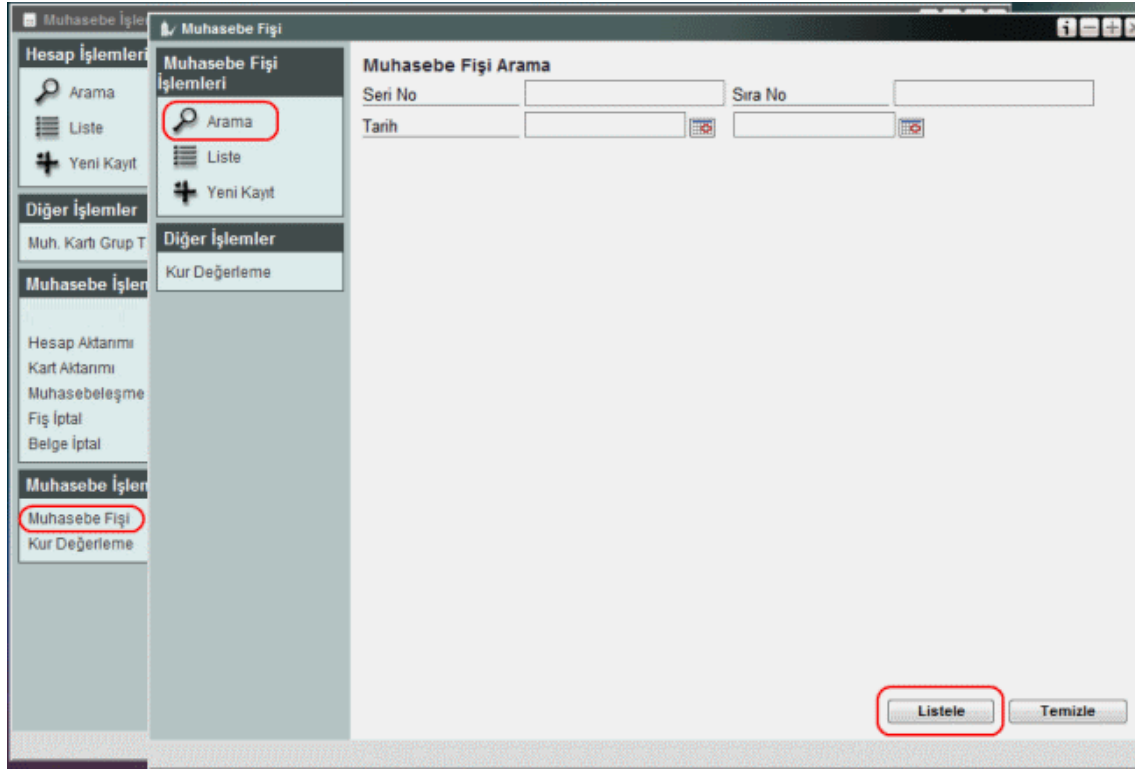 Muhasebe İşle
Hesap İşlemleri
Arama
Liste
Yeni Kayıt
Diğer İşlemler
Muh. Kartı Grup T
Muhasebe İşlen
Hesap Aktarımı
Kart Aktarımı
Muhasebeleşme
Fiş İptal
Belge İptal
Muhasebe İşlen
Muhasebe Fişi
Kur Değerleme
Muhasebe Fişi
Muhasebe Fişi
İşlemleri
Arama
Liste
Yeni Kayıt
Diğer İşlemler
Kur Değerleme
Muhasebe Fişi Arama
Seri No
Sıra No
Tarih
Listele
Temizle